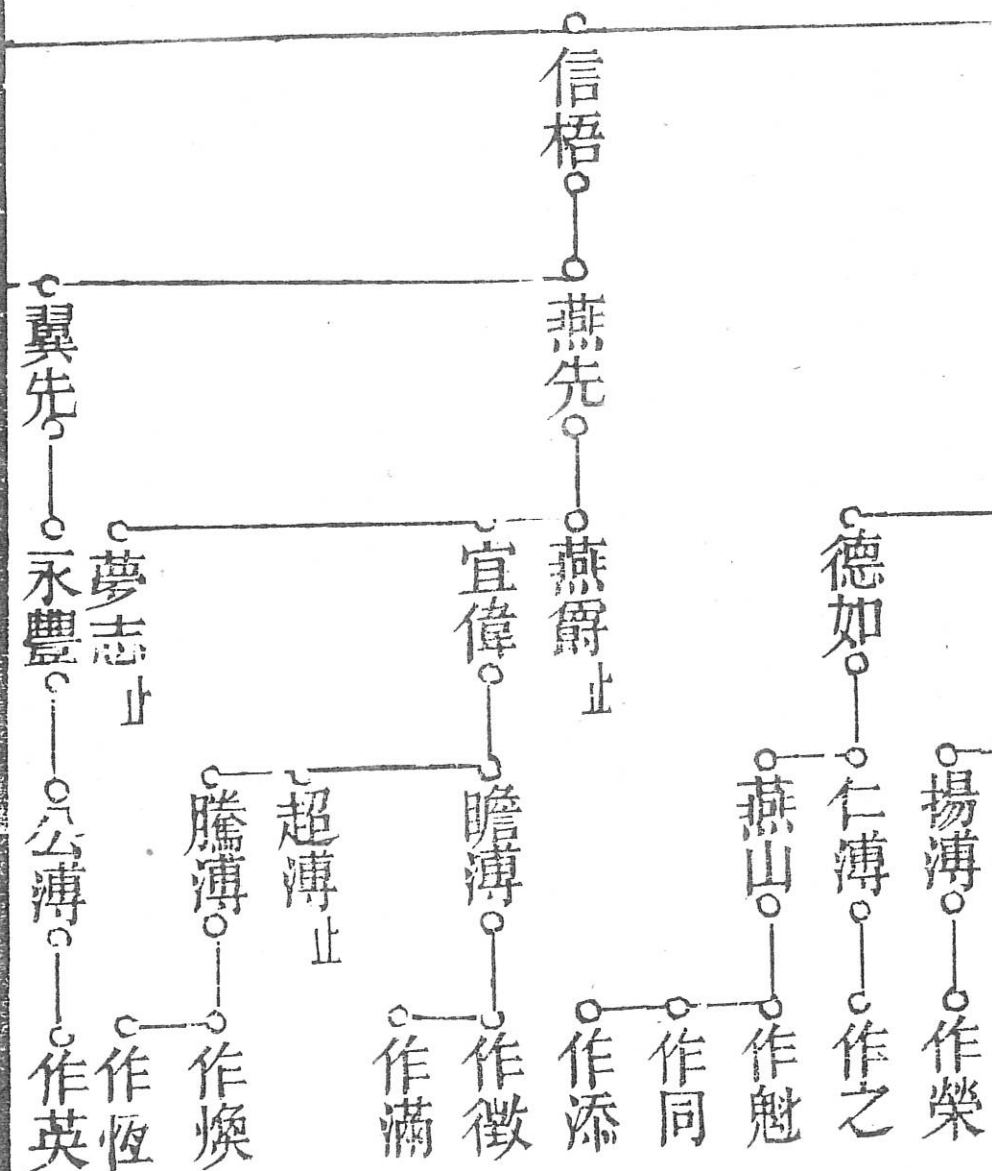 信梧
燕先
翼先
德如
燕爵止
宜偉
夢志止
永豐
揚溥
仁溥
燕山
瞻溥
超溥止
騰溥
公溥
作榮
作之
作魁
作同
作添
作徵
作滿
作煥
作恆
作英